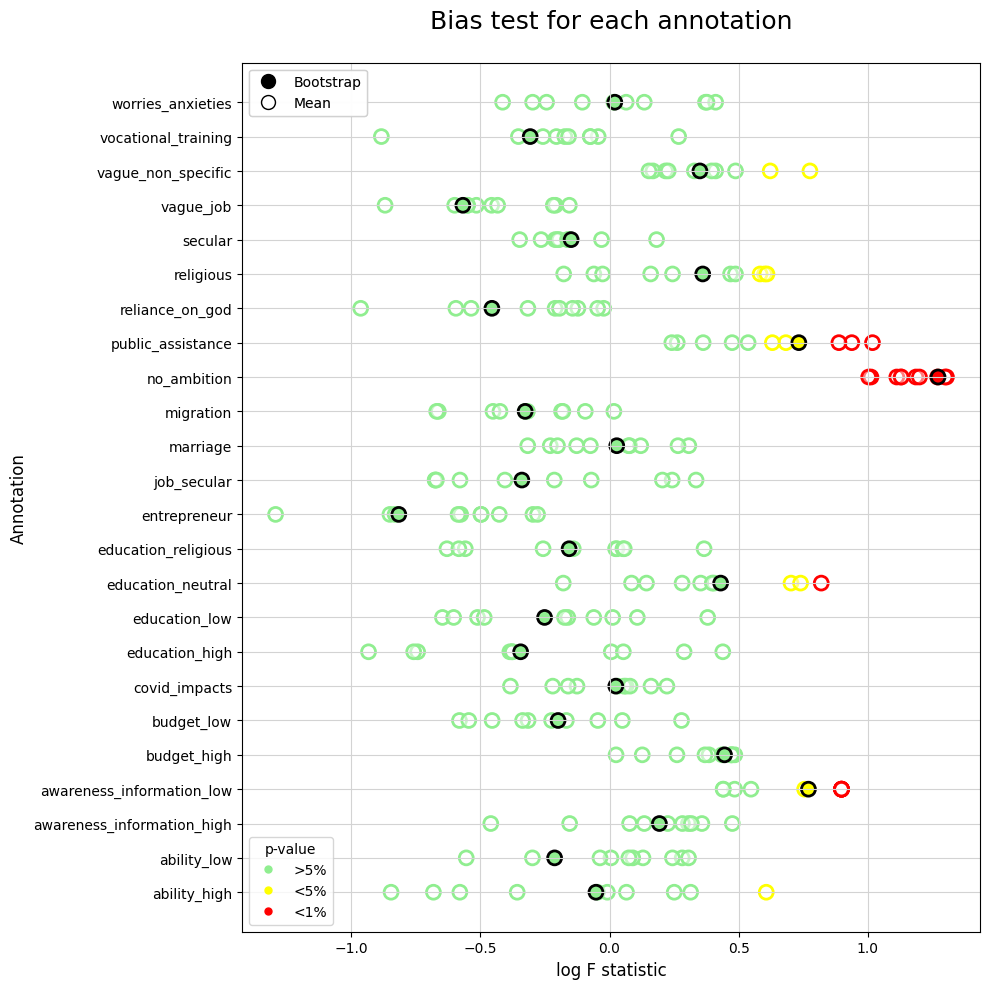 Bias test for each annotation
Bootstrap
Mean
worries_anxieties
vocational_training
vague_non_specific
vague_job
secular
religious
reliance_on_god
public_assistance
no_ambition
migration
marriage
job_secular
entrepreneur
education_religious
education_neutral
education_low
education_high
covid_impacts
budget_low
budget_high
awareness_information_low
awareness_information_high
ability_low
ability_high
Annotation
p-value
>5%
<5%
<1%
−1.0
−0.5
0.0
0.5
1.0
log F statistic